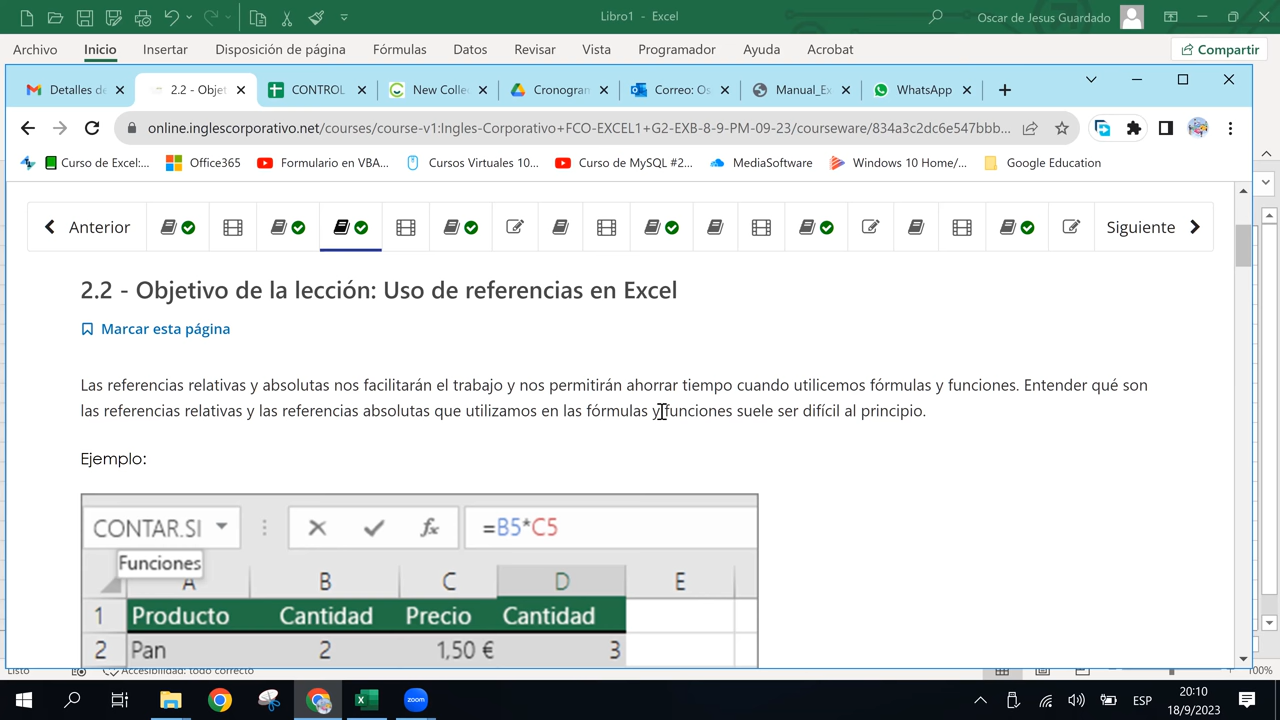 Libro1 - Excel
Oscar de Jesus Guardado
Archivo Inicio Insertar Disposición de página Fórmulas Datos Revisar Vista Programador Ayuda Acrobat Compartir
Detalles de 2.2 - Objet CONTROL New Colle Cronogran Correo: Os Manual_Ex WhatsApp
online.inglescorporativo.net/courses/course-v1:Ingles-Corporativo+FCO-EXCEL1+G2-EXB-8-9-PM-09-23/courseware/834a3c2dc6e547bbb...
Curso de Excel:... Office365 Formulario en VBA... Cursos Virtuales 10... Curso de MySQL #2... MediaSoftware Windows 10 Home/... Google Education
Anterior Siguiente
2.2 - Objetivo de la lección: Uso de referencias en Excel
Marcar esta página
Las referencias relativas y absolutas nos facilitarán el trabajo y nos permitirán ahorrar tiempo cuando utilicemos fórmulas y funciones. Entender qué son
las referencias relativas y las referencias absolutas que utilizamos en las fórmulas y funciones suele ser difícil al principio.
Ejemplo:
CONTAR.SI fx =B5*C5
Funciones
A B C D E
1 Producto Cantidad Precio Cantidad
2 Pan 2 1,50 € 3
Listo Accesibilidad: todo correcto 100%
zoom ESP 20:10
18/9/2023